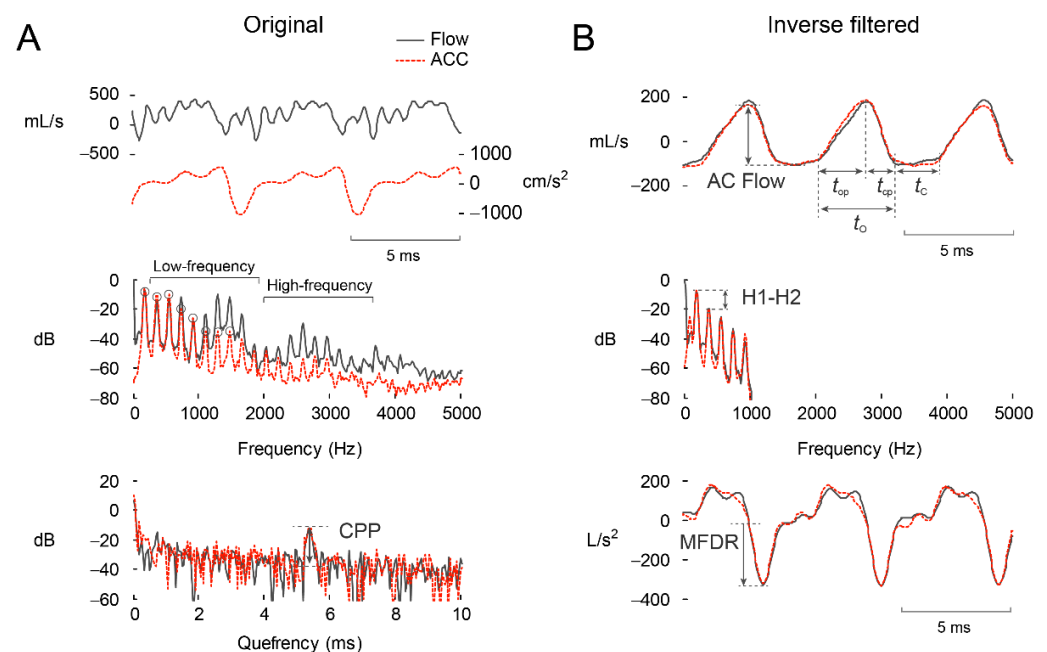 A
Original
Flow
ACC
500
mL/s
0
–500
1000
0
cm/s²
–1000
5 ms
Low-frequency
High-frequency
0
–20
dB
–40
–60
–80
0 1000 2000 3000 4000 5000
Frequency (Hz)
20
0
dB
–20
CPP
–40
–60
0 2 4 6 8 10
Quefrency (ms)
B
Inverse filtered
200
mL/s
0
–200
AC Flow
top
tcp
tC
tO
5 ms
0
–20
H1-H2
dB
–40
–60
–80
0 1000 2000 3000 4000 5000
Frequency (Hz)
200
L/s²
0
MFDR
–200
–400
5 ms